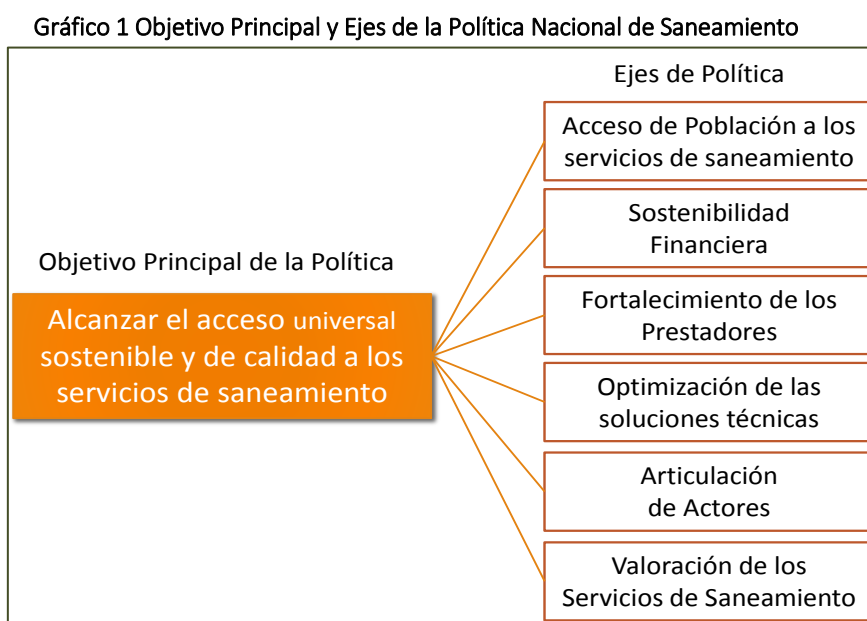 Gráfico 1 Objetivo Principal y Ejes de la Política Nacional de Saneamiento
Objetivo Principal de la Política
Alcanzar el acceso universal
sostenible y de calidad a los
servicios de saneamiento
Ejes de Política
Acceso de Población a los
servicios de saneamiento
Sostenibilidad
Financiera
Fortalecimiento de los
Prestadores
Optimización de las
soluciones técnicas
Articulación
de Actores
Valoración de los
Servicios de Saneamiento